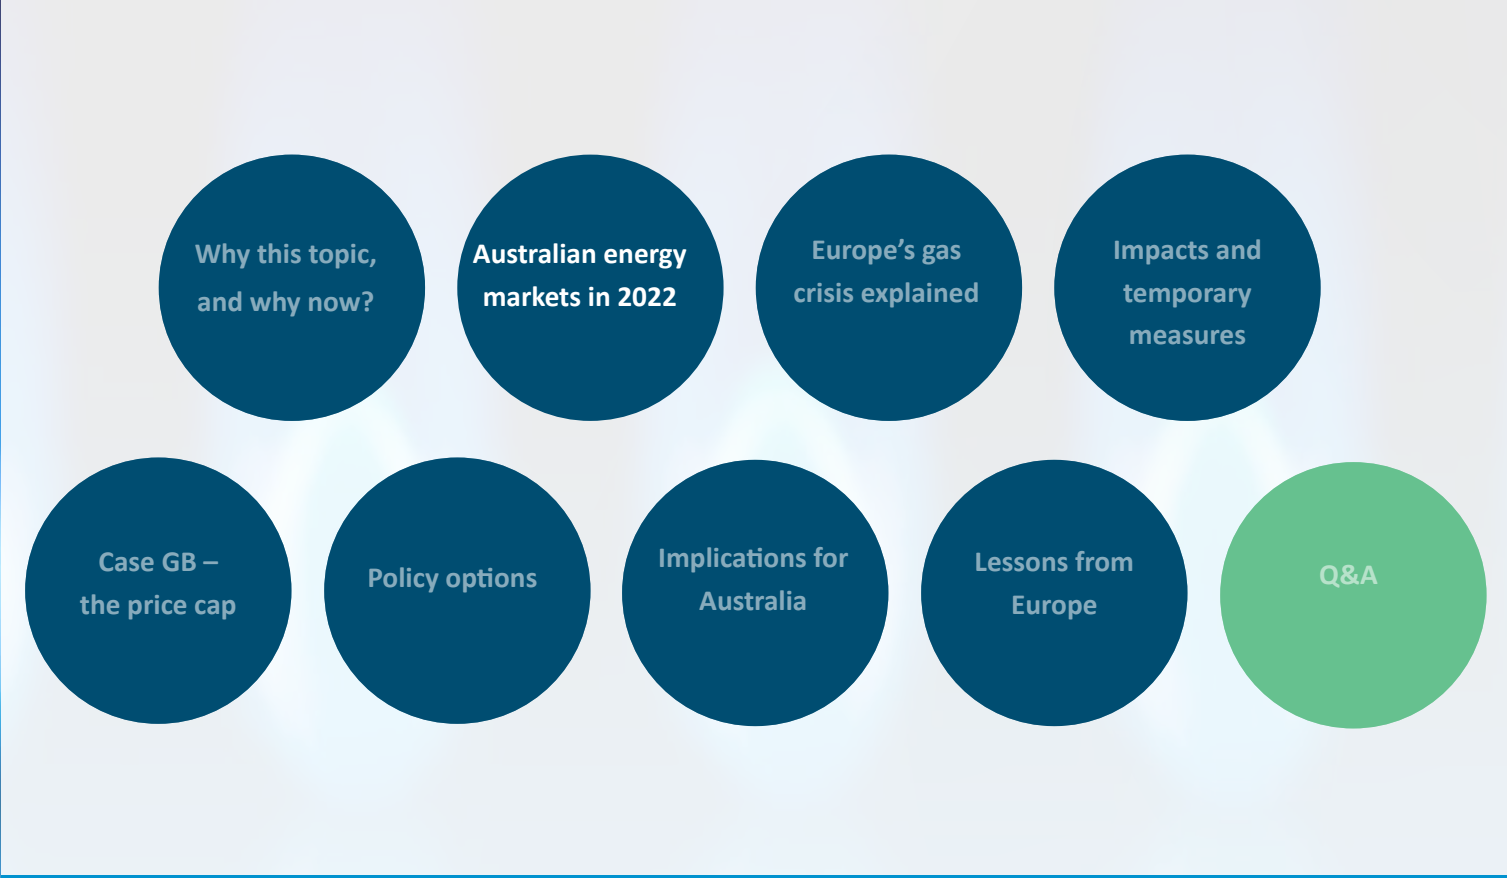 Why this topic,
and why now?
Australian energy
markets in 2022
Europe’s gas
crisis explained
Impacts and
temporary
measures
Case GB –
the price cap
Policy options
Implications for
Australia
Lessons from
Europe
Q&A